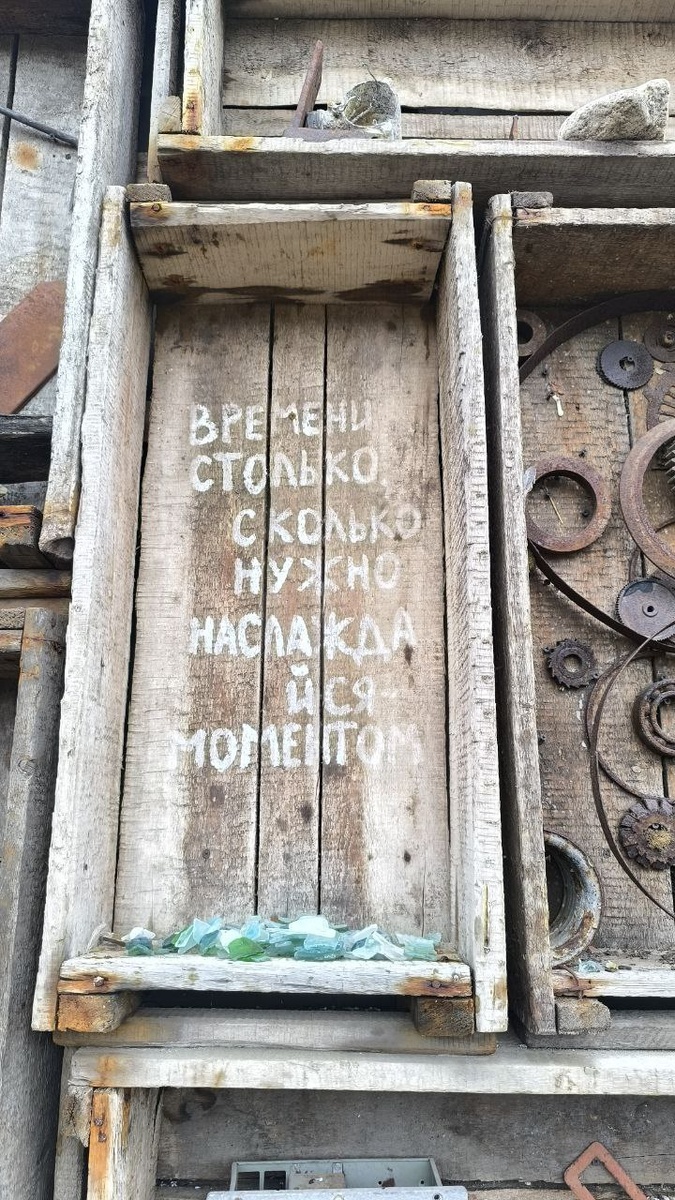 ВРЕМЕНИ
СТОЛЬКО,
СКОЛЬКО
НУЖНО
НАСЛАЖДА
ЙСЯ-
МОМЕНТОМ